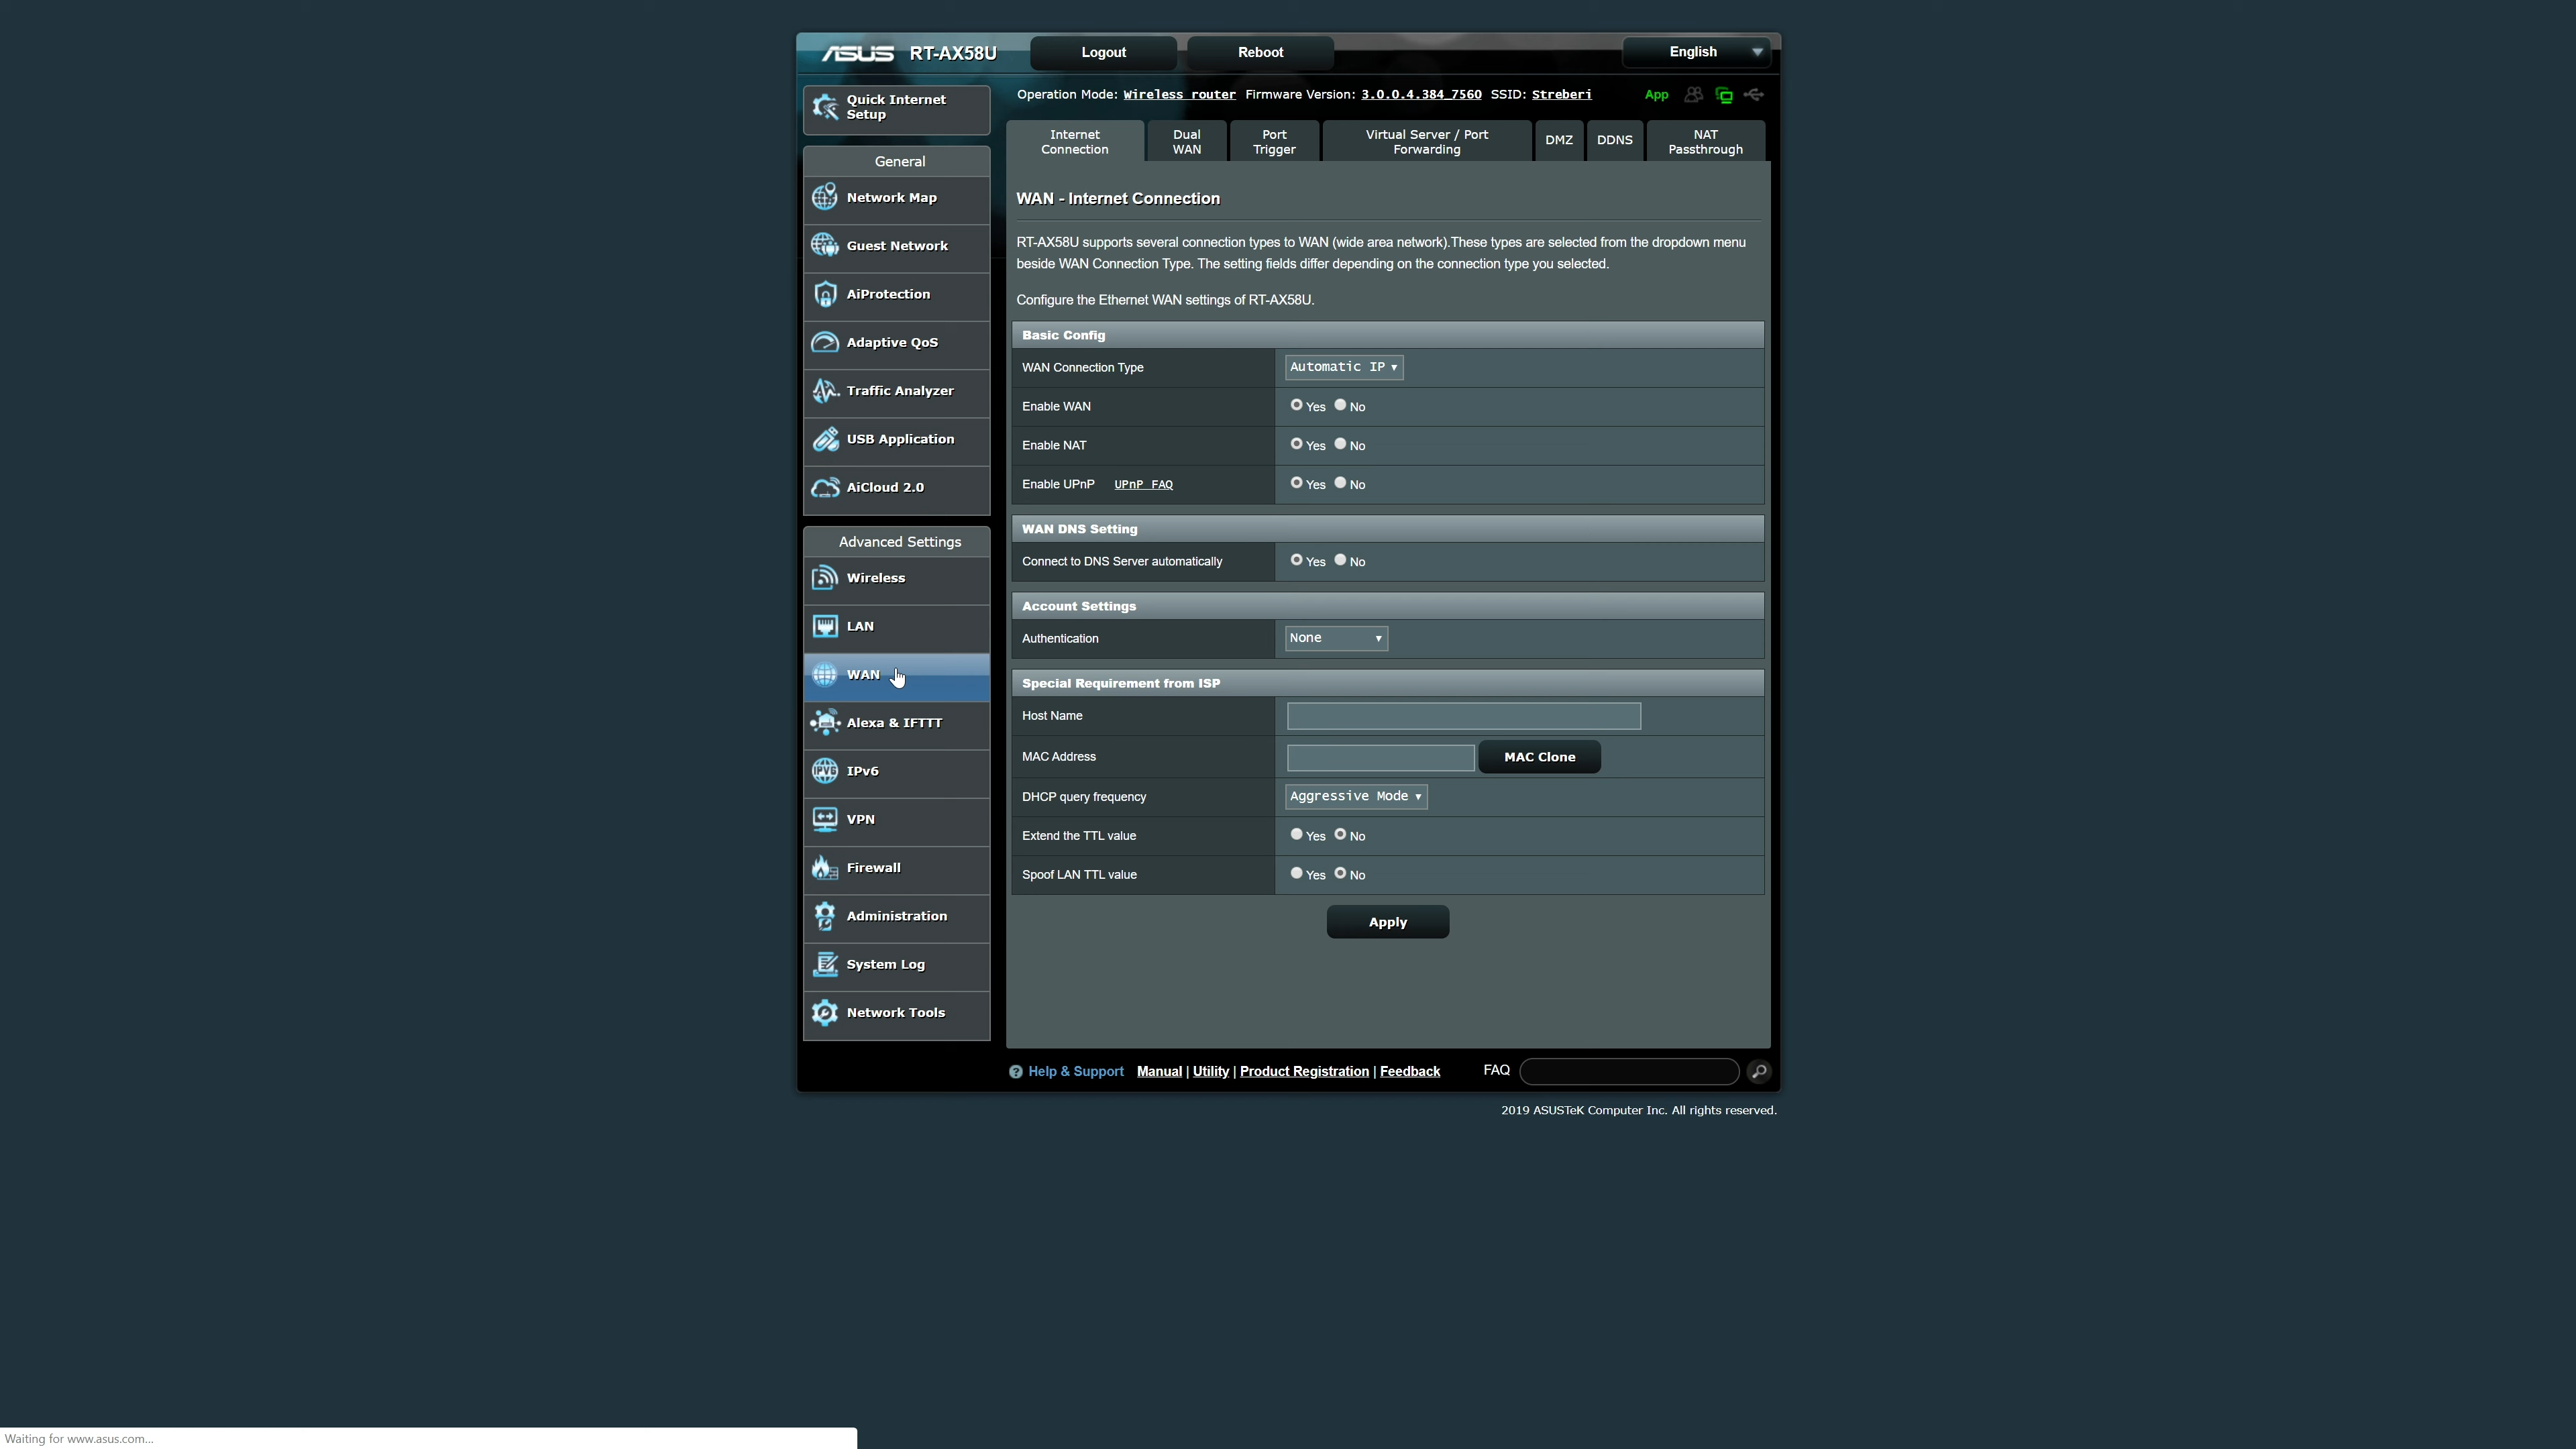 ASUS RT-AX58U Logout Reboot English
Quick Internet Setup
General
Network Map
Guest Network
AiProtection
Adaptive QoS
Traffic Analyzer
USB Application
AiCloud 2.0
Advanced Settings
Wireless
LAN
WAN
Alexa & IFTTT
IPv6
VPN
Firewall
Administration
System Log
Network Tools
Operation Mode: Wireless router Firmware Version: 3.0.0.4.384_7560 SSID: Streberi App
Internet Connection
Dual WAN
Port Trigger
Virtual Server / Port Forwarding
DMZ
DDNS
NAT Passthrough
WAN - Internet Connection
RT-AX58U supports several connection types to WAN (wide area network).These types are selected from the dropdown menu
beside WAN Connection Type. The setting fields differ depending on the connection type you selected.
Configure the Ethernet WAN settings of RT-AX58U.
Basic Config
WAN Connection Type Automatic IP
Enable WAN Yes No
Enable NAT Yes No
Enable UPnP UPnP FAQ Yes No
WAN DNS Setting
Connect to DNS Server automatically Yes No
Account Settings
Authentication None
Special Requirement from ISP
Host Name
MAC Address MAC Clone
DHCP query frequency Aggressive Mode
Extend the TTL value Yes No
Spoof LAN TTL value Yes No
Apply
? Help & Support Manual | Utility | Product Registration | Feedback FAQ
2019 ASUSTeK Computer Inc. All rights reserved.
Waiting for www.asus.com...